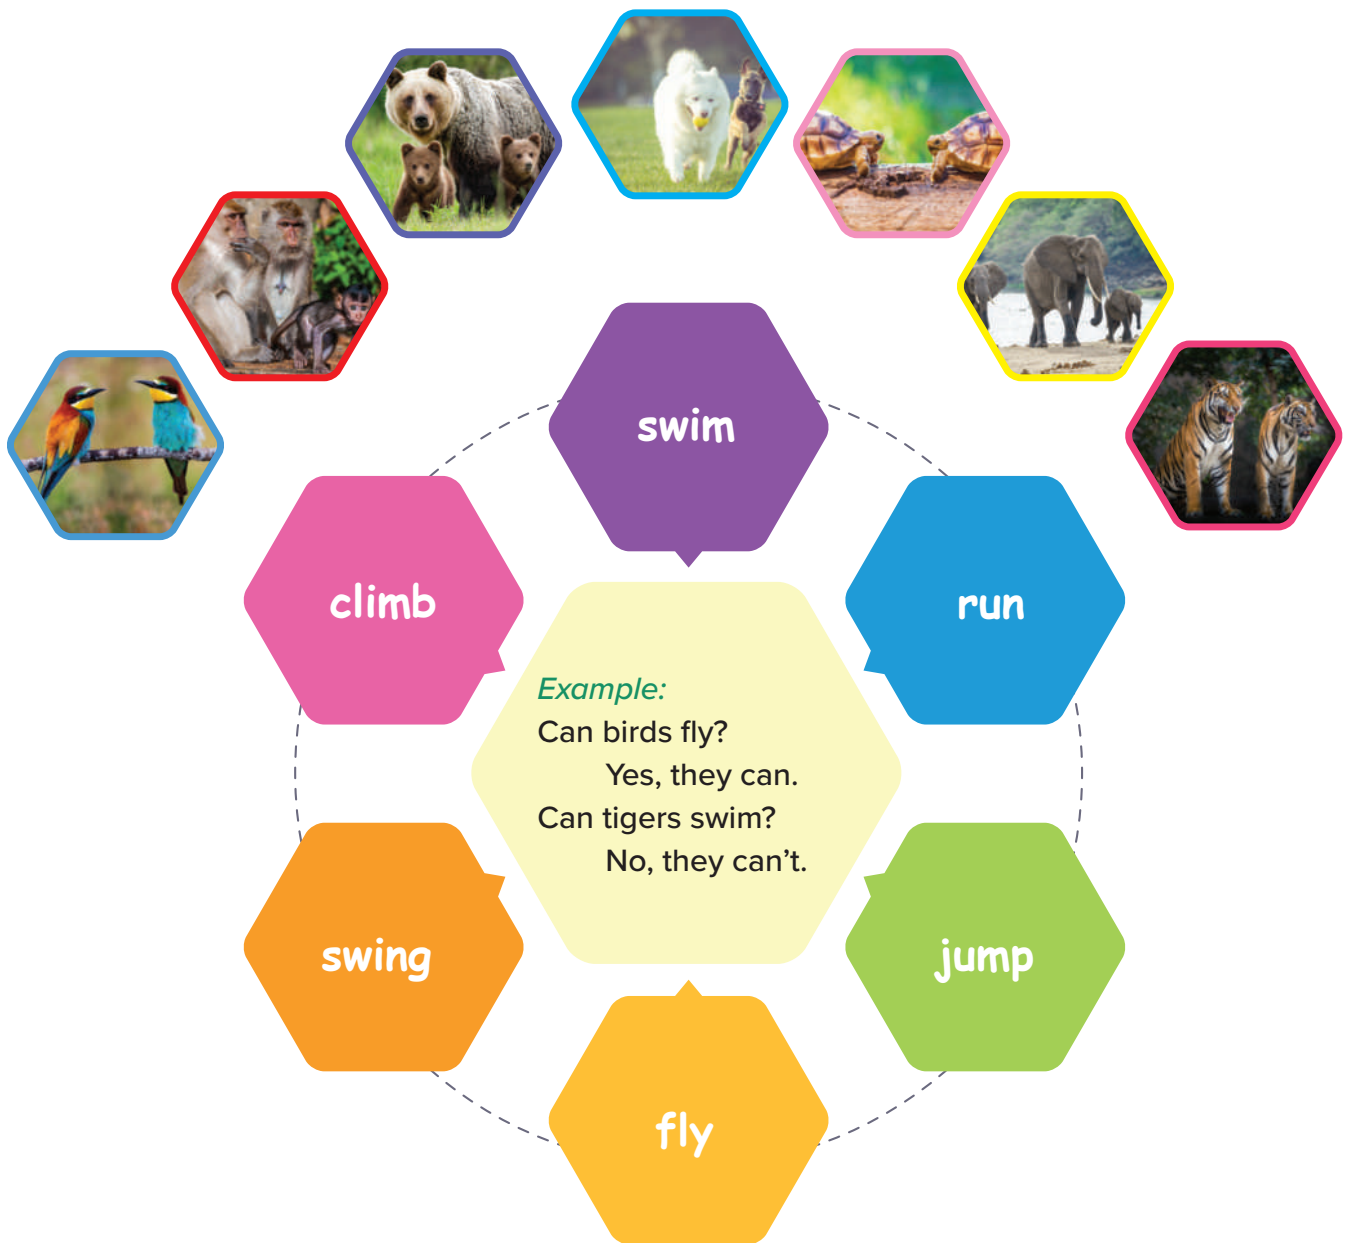 swim
climb
run
Example:
Can birds fly?
Yes, they can.
Can tigers swim?
No, they can't.
swing
jump
fly